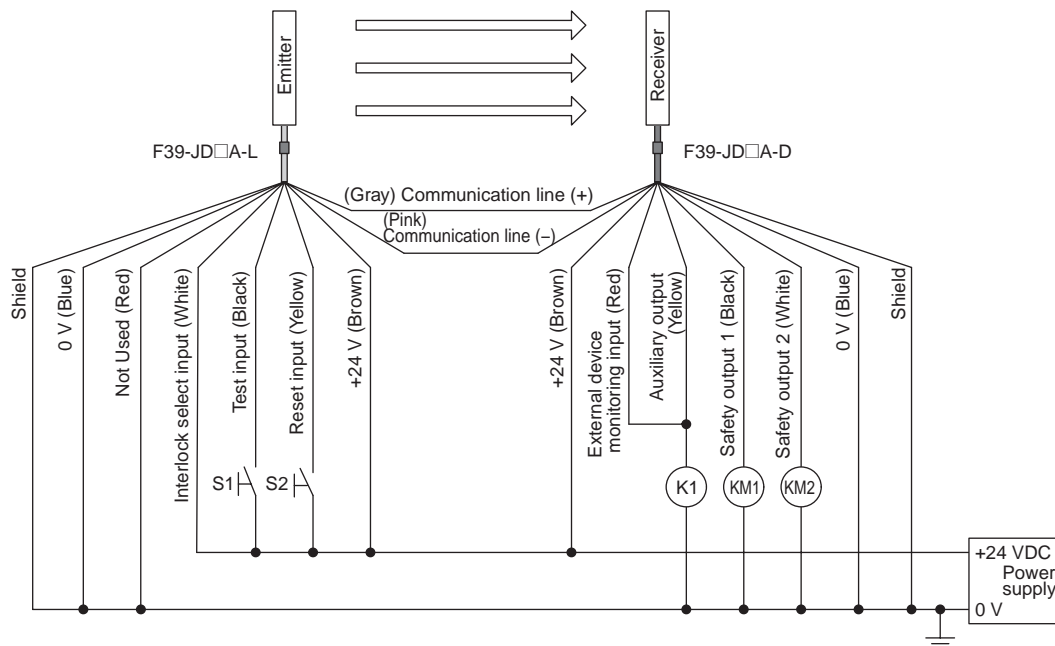 Emitter
Receiver
F39-JD□A-L
F39-JD□A-D
(Gray) Communication line (+)
(Pink)
Communication line (–)
Shield
0 V (Blue)
Not Used (Red)
Interlock select input (White)
Test input (Black)
Reset input (Yellow)
+24 V (Brown)
+24 V (Brown)
External device
monitoring input (Red)
Auxiliary output
(Yellow)
Safety output 1 (Black)
Safety output 2 (White)
0 V (Blue)
Shield
S1
S2
K1
KM1
KM2
+24 VDC
Power
supply
0 V